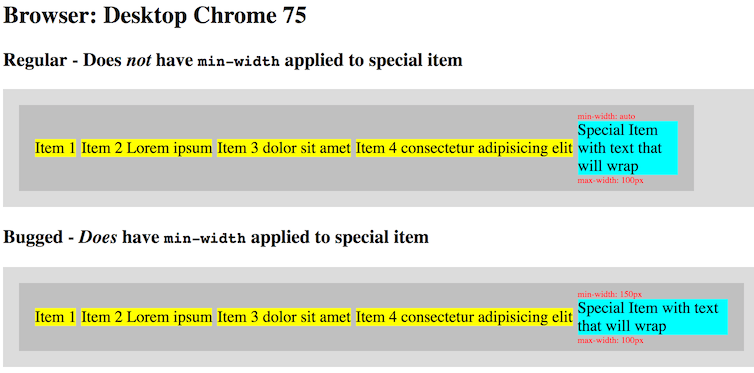 Browser: Desktop Chrome 75
Regular - Does not have min-width applied to special item
min-width: auto
Item 1 Item 2 Lorem ipsum Item 3 dolor sit amet Item 4 consectetur adipisicing elit Special Item
with text that
will wrap
max-width: 100px
Bugged - Does have min-width applied to special item
min-width: 150px
Item 1 Item 2 Lorem ipsum Item 3 dolor sit amet Item 4 consectetur adipisicing elit Special Item with text
that will wrap
max-width: 100px